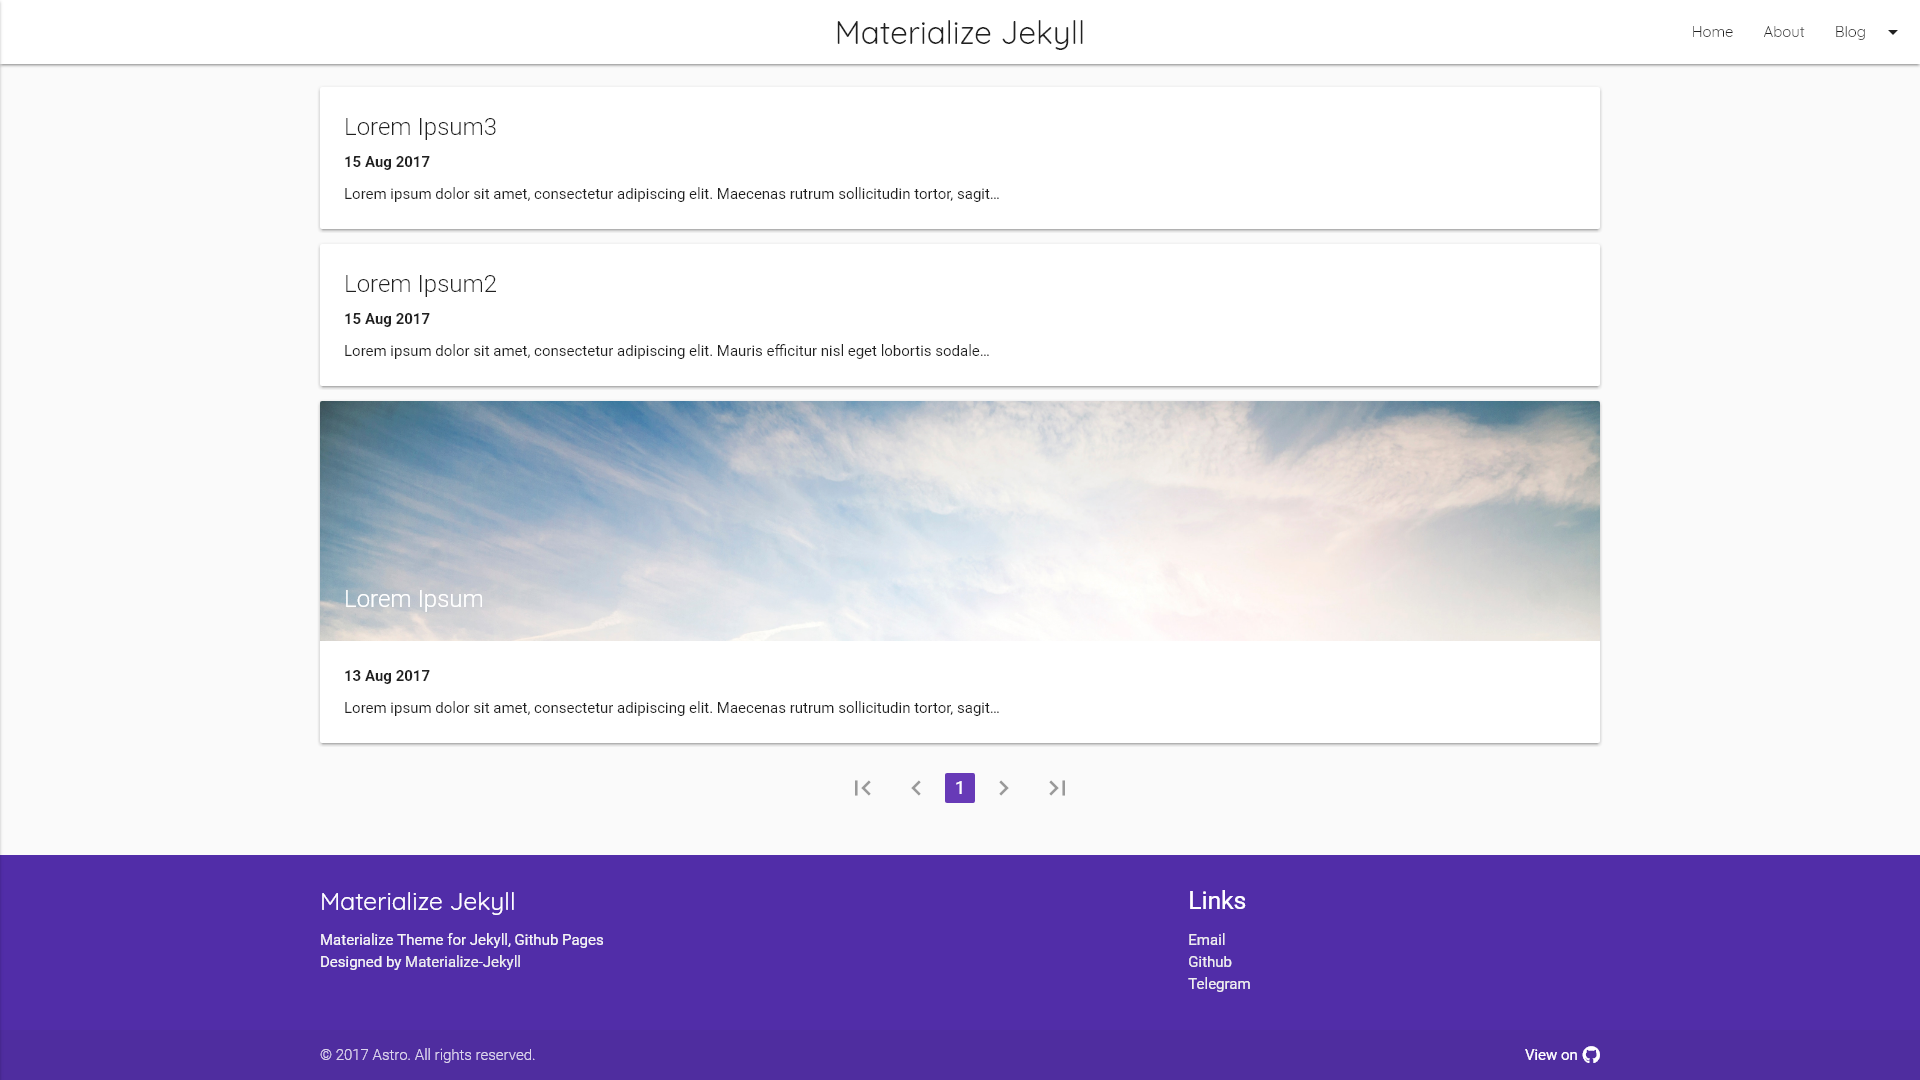 Materialize Jekyll
Home
About
Blog
Lorem Ipsum3
15 Aug 2017
Lorem ipsum dolor sit amet, consectetur adipiscing elit. Maecenas rutrum sollicitudin tortor, sagit...
Lorem Ipsum2
15 Aug 2017
Lorem ipsum dolor sit amet, consectetur adipiscing elit. Mauris efficitur nisl eget lobortis sodale...
Lorem Ipsum
13 Aug 2017
Lorem ipsum dolor sit amet, consectetur adipiscing elit. Maecenas rutrum sollicitudin tortor, sagit...
1
Materialize Jekyll
Materialize Theme for Jekyll, Github Pages
Designed by Materialize-Jekyll
Links
Email
Github
Telegram
© 2017 Astro. All rights reserved.
View on